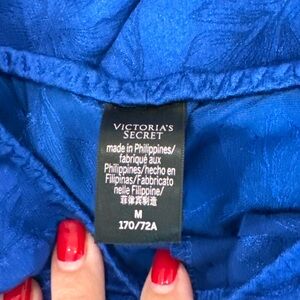 VICTORIA'S
SECRET
made in Philippines/
fabriqué aux
Philippines/hecho en
Filipinas/Fabbricato
nelle Filippine/
菲律宾制造
M
170/72A